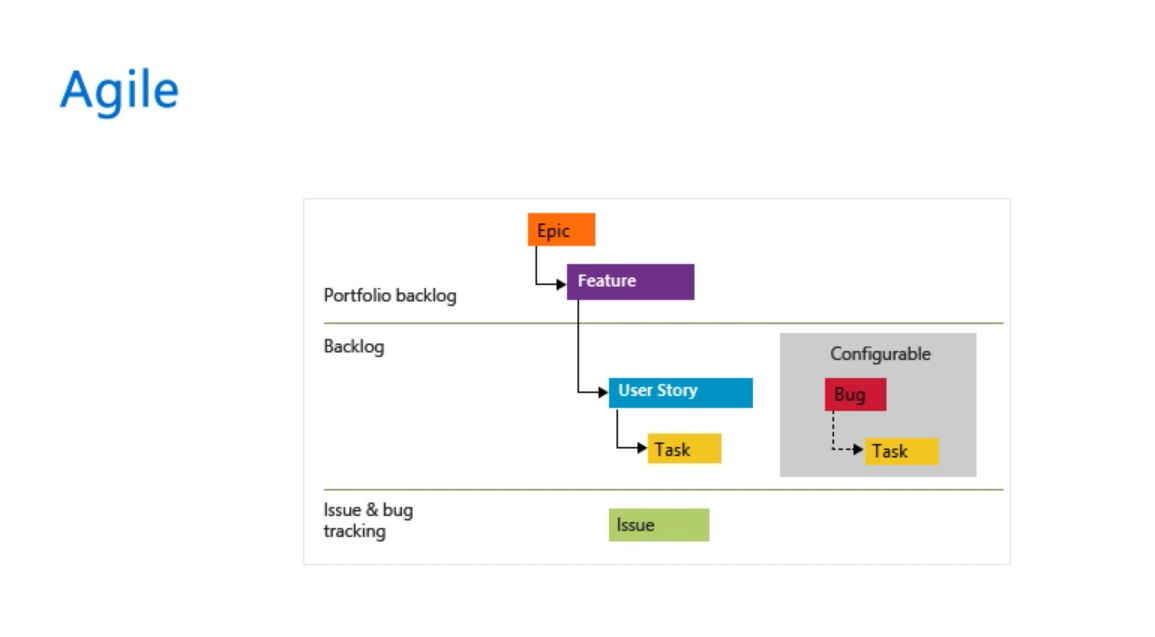 Agile
Epic
Feature
Portfolio backlog
Backlog
Configurable
User Story
Bug
Task
Task
Issue & bug
tracking
Issue